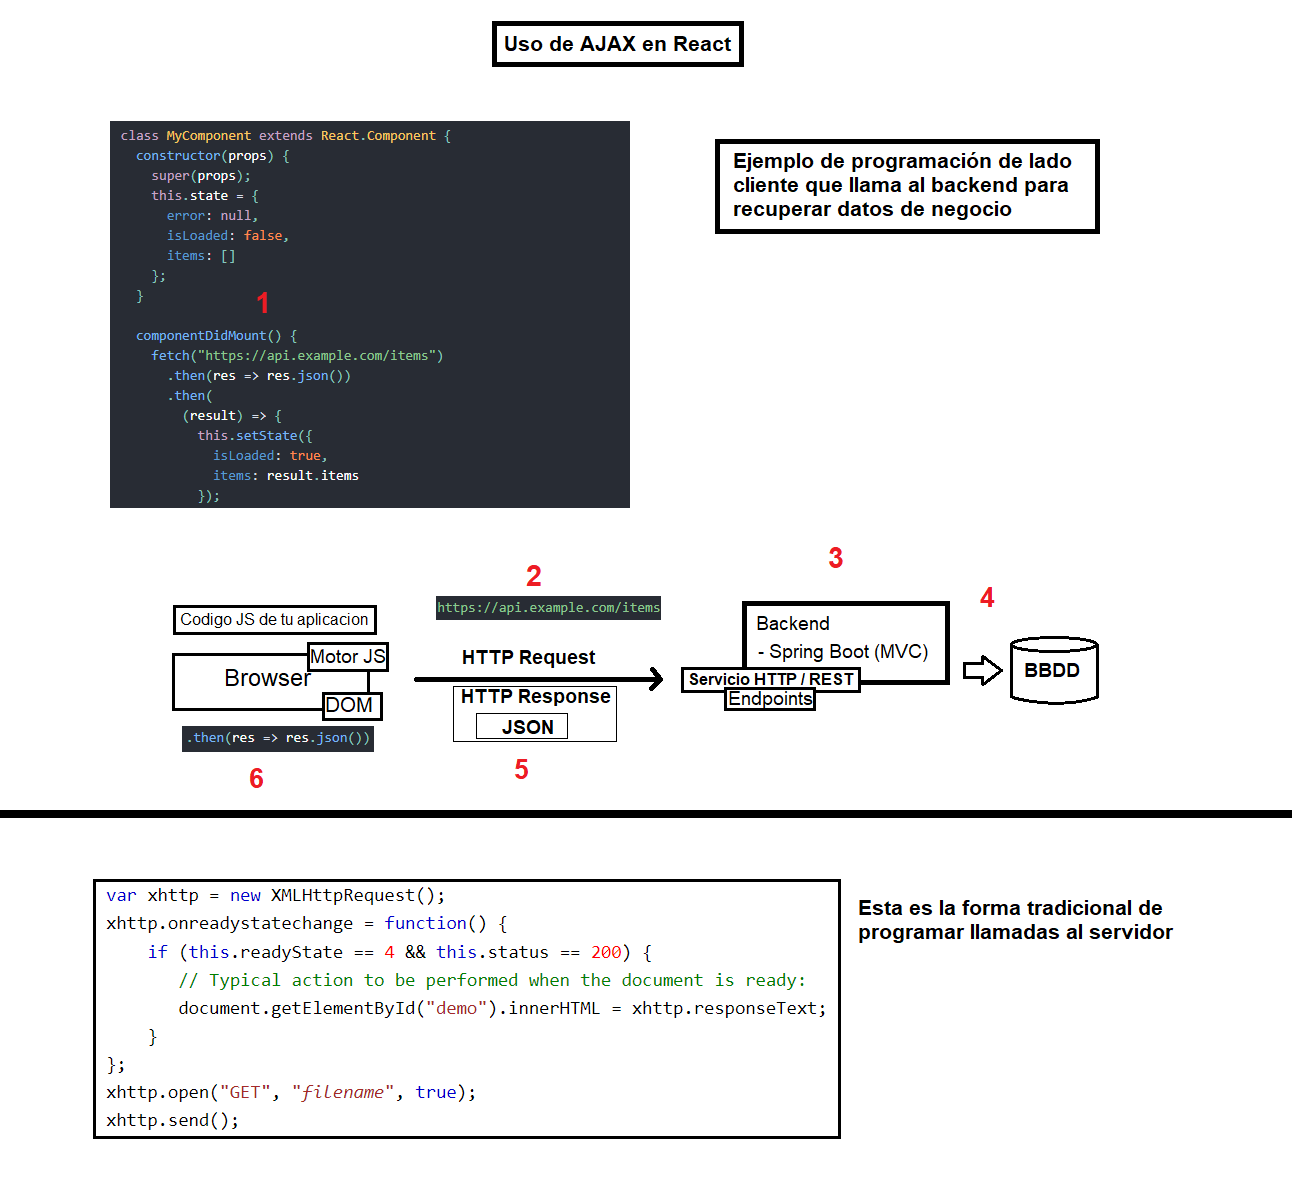 Uso de AJAX en React
class MyComponent extends React.Component {
constructor(props) {
super(props);
this.state = {
error: null,
isLoaded: false,
items: []
};
}
1
componentDidMount() {
fetch("https://api.example.com/items")
.then(res => res.json())
.then(
(result) => {
this.setState({
isLoaded: true,
items: result.items
});
Ejemplo de programación de lado
cliente que llama al backend para
recuperar datos de negocio
Codigo JS de tu aplicacion
Motor JS
Browser
DOM
.then(res => res.json())
6
2
https://api.example.com/items
HTTP Request
HTTP Response
JSON
5
3
Backend
- Spring Boot (MVC)
Servicio HTTP / REST
Endpoints
4
BBDD
var xhttp = new XMLHttpRequest();
xhttp.onreadystatechange = function() {
if (this.readyState == 4 && this.status == 200) {
// Typical action to be performed when the document is ready:
document.getElementById("demo").innerHTML = xhttp.responseText;
}
};
xhttp.open("GET", "filename", true);
xhttp.send();
Esta es la forma tradicional de
programar llamadas al servidor